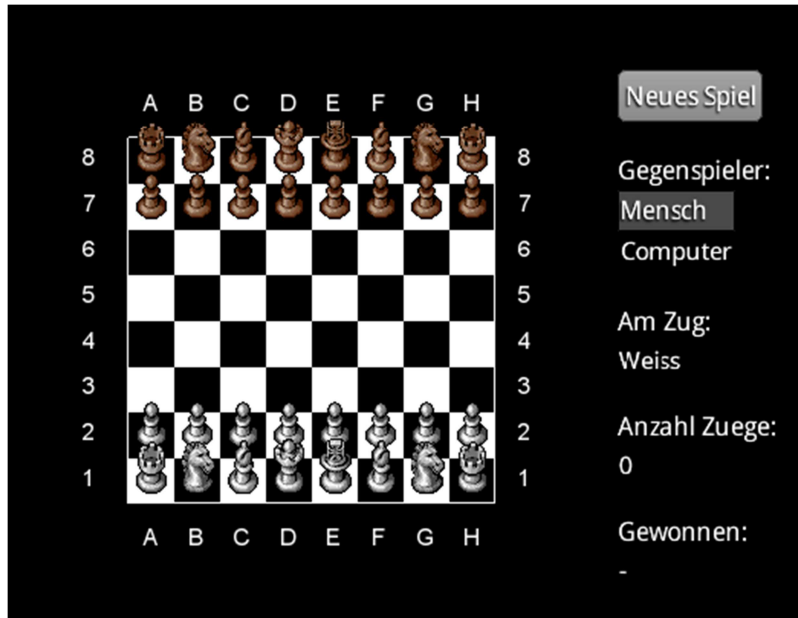 A B C D E F G H
8 8
7 7
6 6
5 5
4 4
3 3
2 2
1 1
A B C D E F G H
Neues Spiel
Gegenspieler:
Mensch
Computer
Am Zug:
Weiss
Anzahl Zuege:
0
Gewonnen:
-